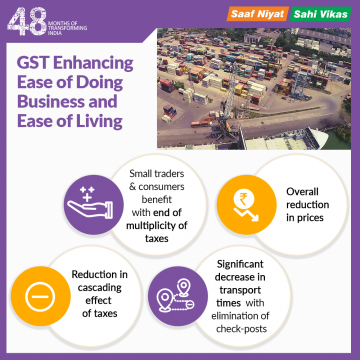 48 MONTHS OF
TRANSFORMING
INDIA
Saaf Niyat Sahi Vikas
GST Enhancing
Ease of Doing
Business and
Ease of Living
Small traders
& consumers
benefit
with end of
multiplicity of
taxes
₹
Overall
reduction
in prices
Reduction in
cascading
effect
of taxes
Significant
decrease in
transport
times with
elimination of
check-posts